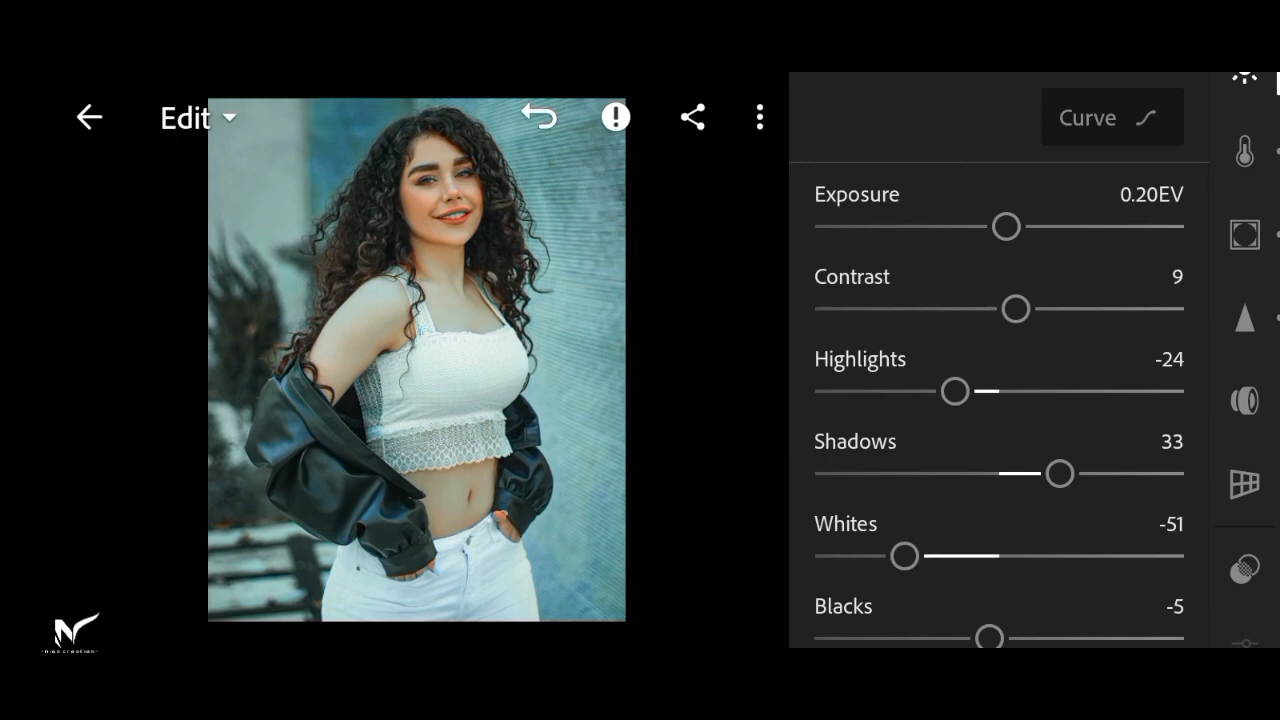 Edit
Curve
Exposure 0.20EV
Contrast 9
Highlights -24
Shadows 33
Whites -51
Blacks -5